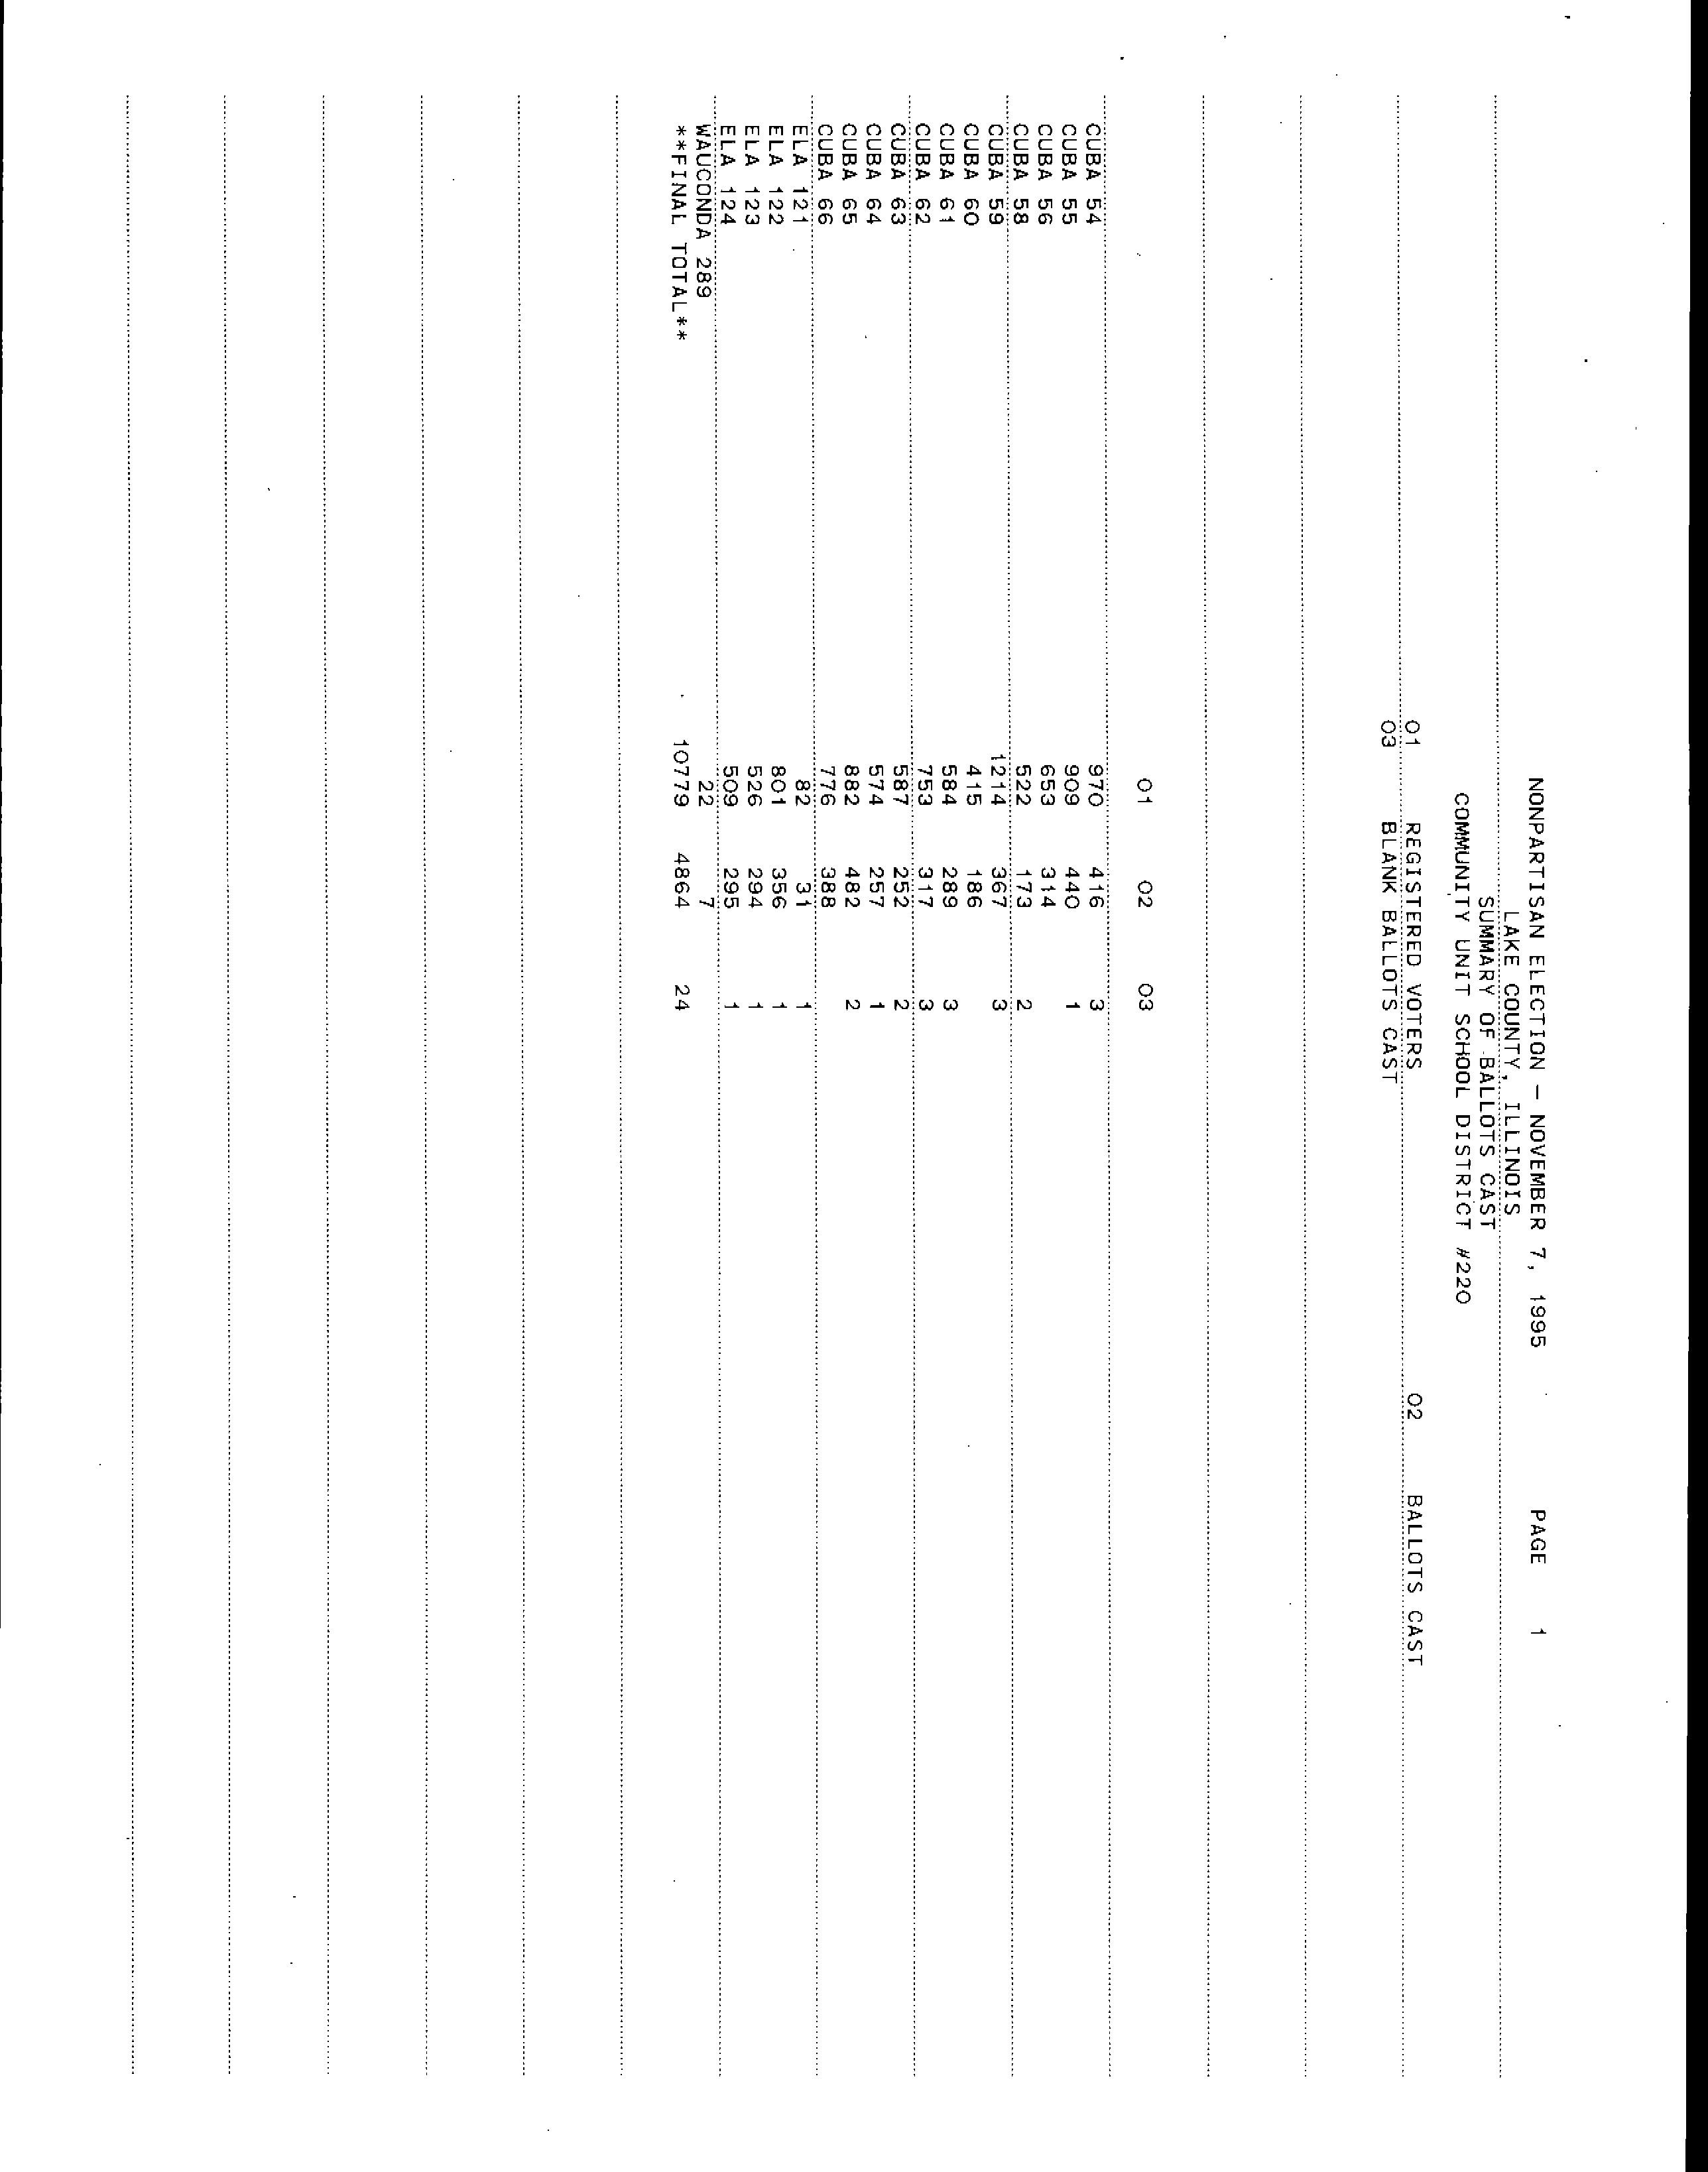 NONPARTISAN ELECTION - NOVEMBER 7, 1995 PAGE 1
LAKE COUNTY, ILLINOIS
SUMMARY OF BALLOTS CAST
COMMUNITY UNIT SCHOOL DISTRICT #220
01 REGISTERED VOTERS 02 BALLOTS CAST
03 BLANK BALLOTS CAST
01 02 03
CUBA 54 970 416 3
CUBA 55 909 440 1
CUBA 56 653 314
CUBA 58 522 173 2
CUBA 59 1214 367 3
CUBA 60 415 186
CUBA 61 584 289 3
CUBA 62 753 317 3
CUBA 63 587 252 2
CUBA 64 574 257 1
CUBA 65 882 482 2
CUBA 66 776 388
ELA 121 82 31 1
ELA 122 801 356 1
ELA 123 526 294 1
ELA 124 509 295 1
WAUCONDA 289 22 7
**FINAL TOTAL** 10779 4864 24